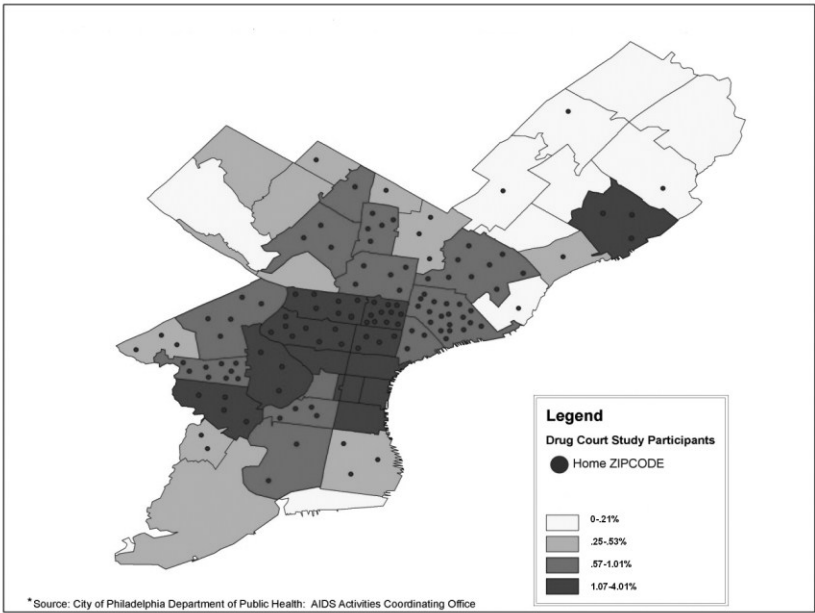 Legend
Drug Court Study Participants
Home ZIPCODE
0-.21%
.25-.53%
.57-1.01%
1.07-4.01%
*Source: City of Philadelphia Department of Public Health: AIDS Activities Coordinating Office